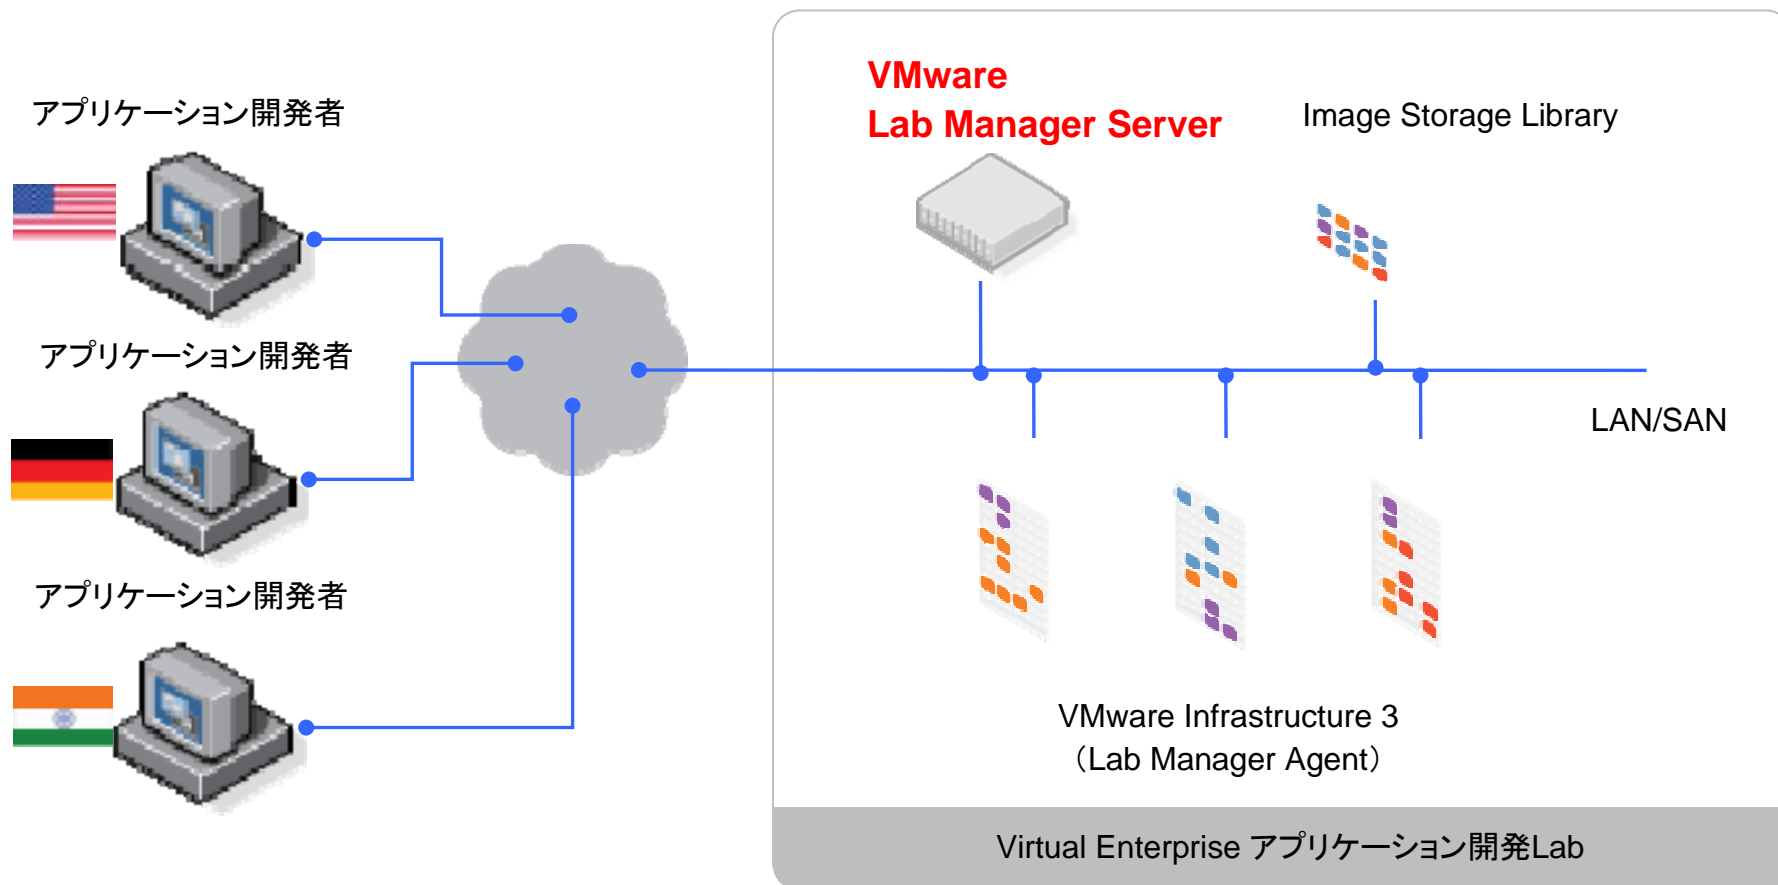 アプリケーション開発者
アプリケーション開発者
アプリケーション開発者
VMware
Lab Manager Server
Image Storage Library
LAN/SAN
VMware Infrastructure 3
（Lab Manager Agent）
Virtual Enterprise アプリケーション開発Lab